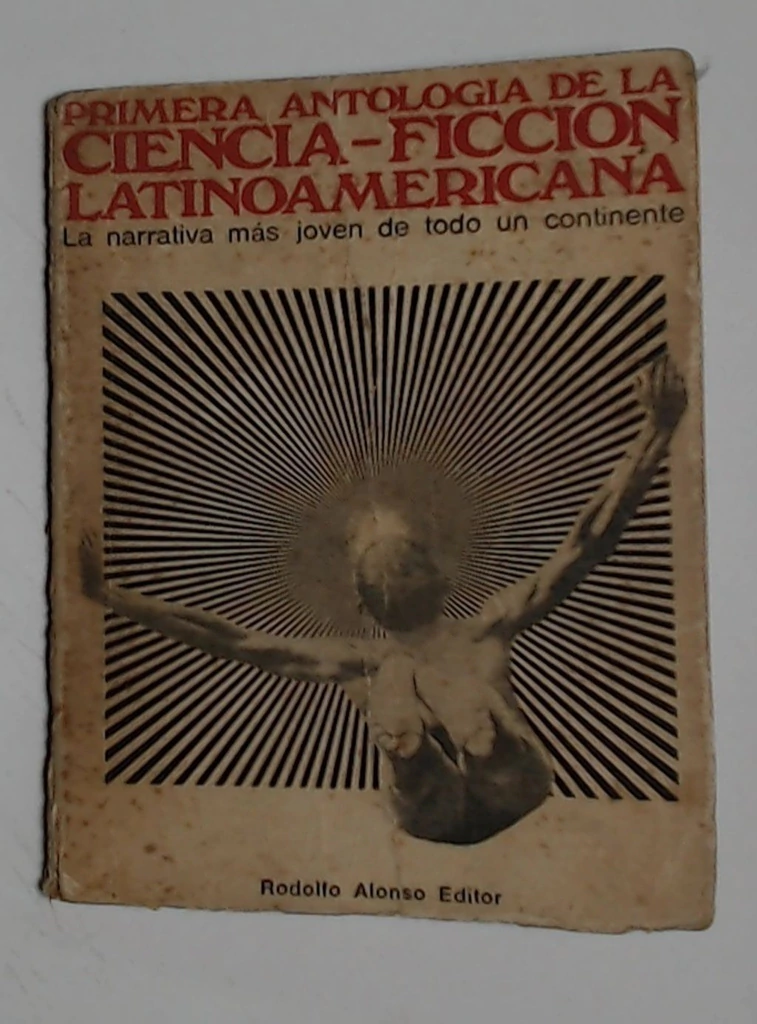 PRIMERA ANTOLOGIA DE LA
CIENCIA-FICCION
LATINOAMERICANA
La narrativa más joven de todo un continente
Rodolfo Alonso Editor